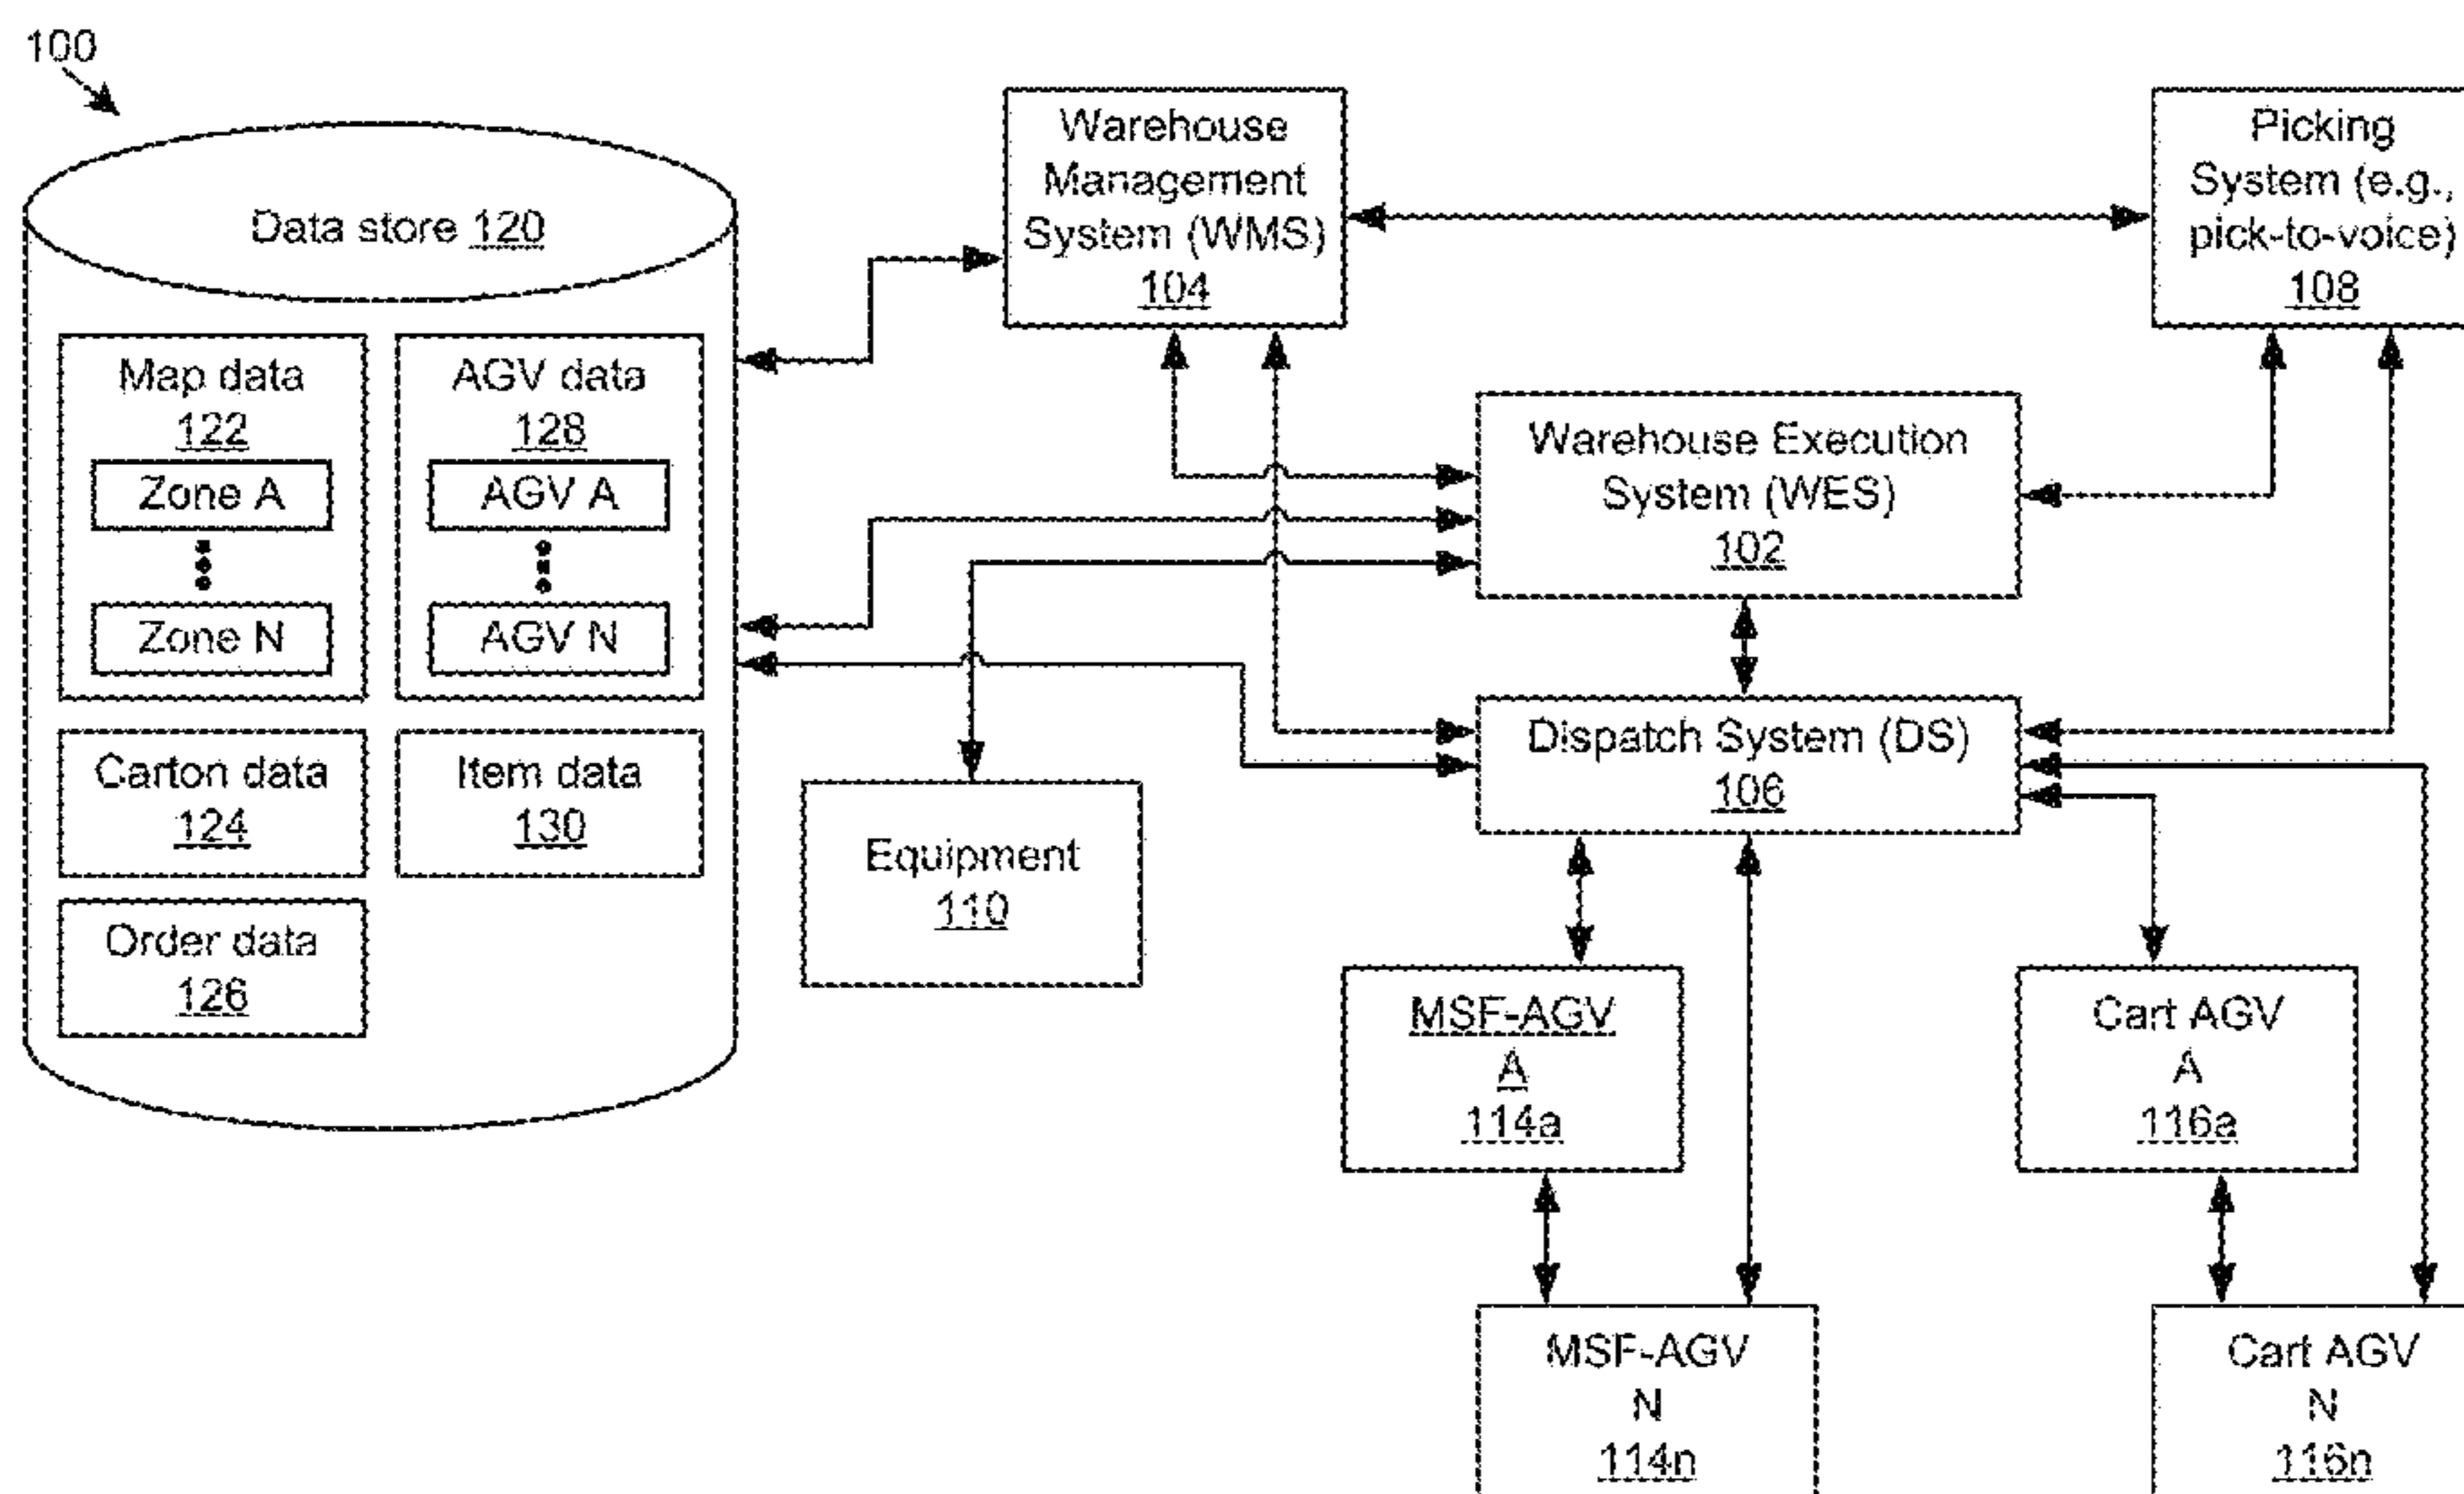 100
Data store 120
Map data
122
Zone A
Zone N
AGV data
128
AGV A
AGV N
Carton data
124
Item data
130
Order data
126
Warehouse
Management
System (WMS)
104
Picking
System (e.g.,
pick-to-voice)
108
Warehouse Execution
System (WES)
102
Dispatch System (DS)
106
Equipment
110
MSF-AGV
A
114a
Cart AGV
A
116a
MSF-AGV
N
114n
Cart AGV
N
116n